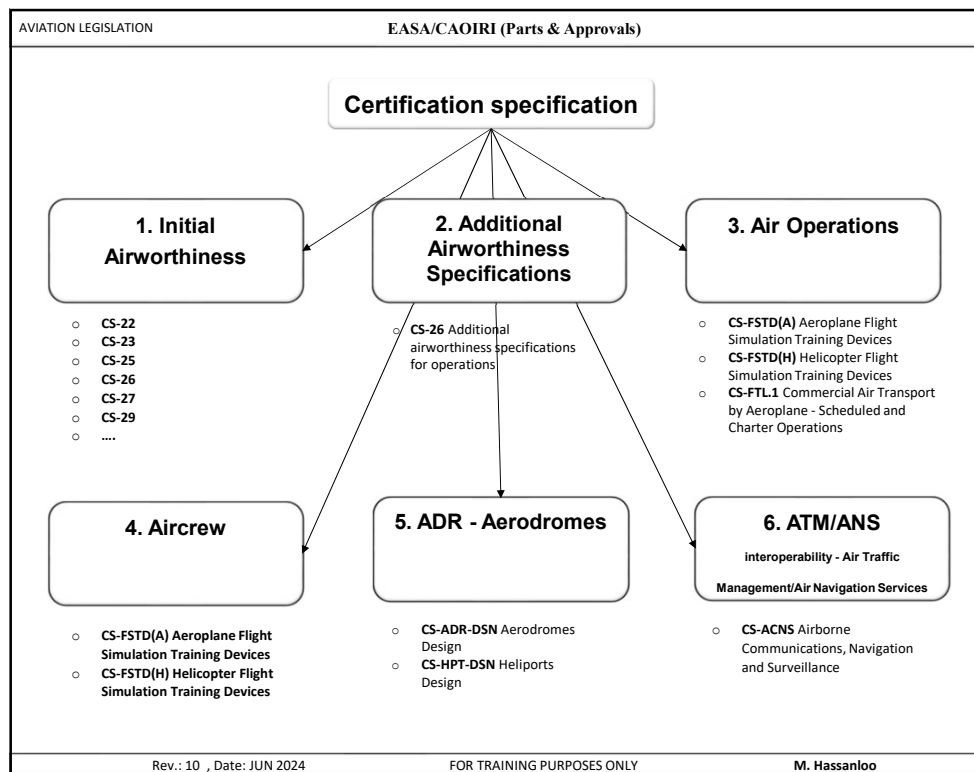 AVIATION LEGISLATION
EASA/CAOIRI (Parts & Approvals)
Certification specification
1. Initial
Airworthiness
o CS-22
o CS-23
o CS-25
o CS-26
o CS-27
o CS-29
o ....
2. Additional
Airworthiness
Specifications
o CS-26 Additional
airworthiness specifications
for operations
3. Air Operations
o CS-FSTD(A) Aeroplane Flight
Simulation Training Devices
o CS-FSTD(H) Helicopter Flight
Simulation Training Devices
o CS-FTL.1 Commercial Air Transport
by Aeroplane - Scheduled and
Charter Operations
4. Aircrew
o CS-FSTD(A) Aeroplane Flight
Simulation Training Devices
o CS-FSTD(H) Helicopter Flight
Simulation Training Devices
5. ADR - Aerodromes
o CS-ADR-DSN Aerodromes
Design
o CS-HPT-DSN Heliports
Design
6. ATM/ANS
interoperability - Air Traffic
Management/Air Navigation Services
o CS-ACNS Airborne
Communications, Navigation
and Surveillance
Rev.: 10 , Date: JUN 2024
FOR TRAINING PURPOSES ONLY
M. Hassanloo